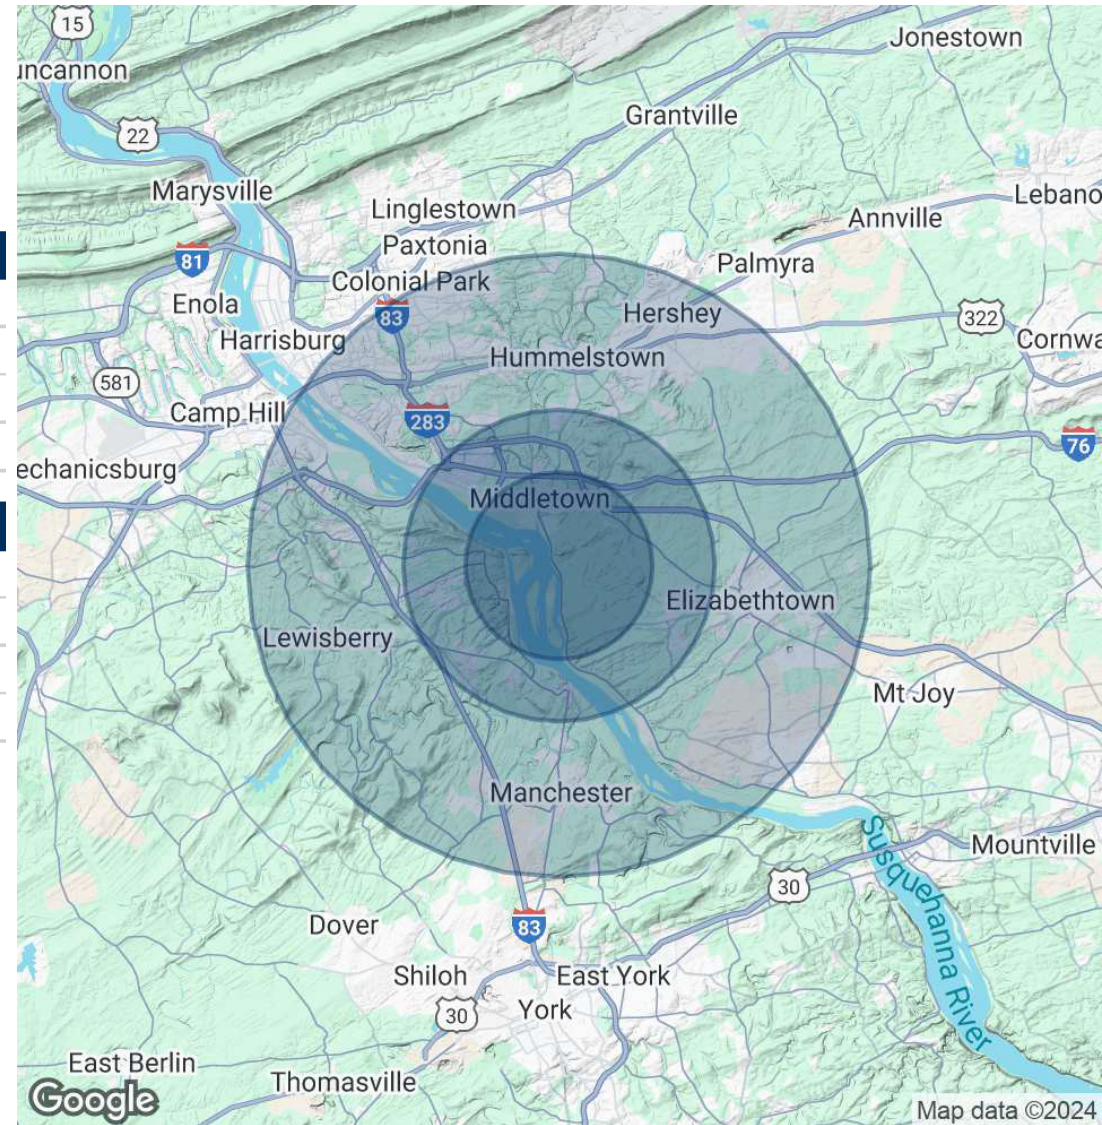 15
Jonestown
uncannon
Grantville
22
Marysville
Lebano
Linglestown
Annville
Paxtonia
81
Palmyra
Colonial Park
Enola
83
Hershey
322
Harrisburg
Cornwa
Hummelstown
581
Camp Hill
283
76
echanicsburg
Middletown
Elizabethtown
Lewisberry
Mt Joy
Manchester
Susquehanna River
Mountville
30
Dover
83
Shiloh
East York
30
York
East Berlin
Thomasville
Google
Map data ©2024